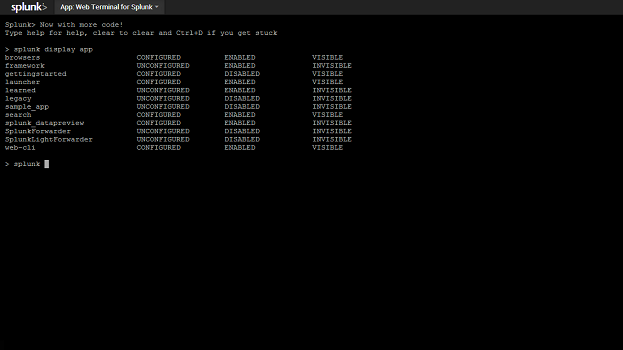 splunk> App: Web Terminal for Splunk
Splunk> Now with more code!
Type help for help, clear to clear and Ctrl+D if you get stuck
> splunk display app
browsers CONFIGURED ENABLED VISIBLE
framework UNCONFIGURED ENABLED INVISIBLE
gettingstarted CONFIGURED DISABLED VISIBLE
launcher CONFIGURED ENABLED VISIBLE
learned UNCONFIGURED ENABLED INVISIBLE
legacy UNCONFIGURED DISABLED INVISIBLE
sample_app UNCONFIGURED DISABLED INVISIBLE
search CONFIGURED ENABLED VISIBLE
splunk_datapreview CONFIGURED ENABLED INVISIBLE
SplunkForwarder UNCONFIGURED DISABLED INVISIBLE
SplunkLightForwarder UNCONFIGURED DISABLED INVISIBLE
web-cli CONFIGURED ENABLED VISIBLE
> splunk